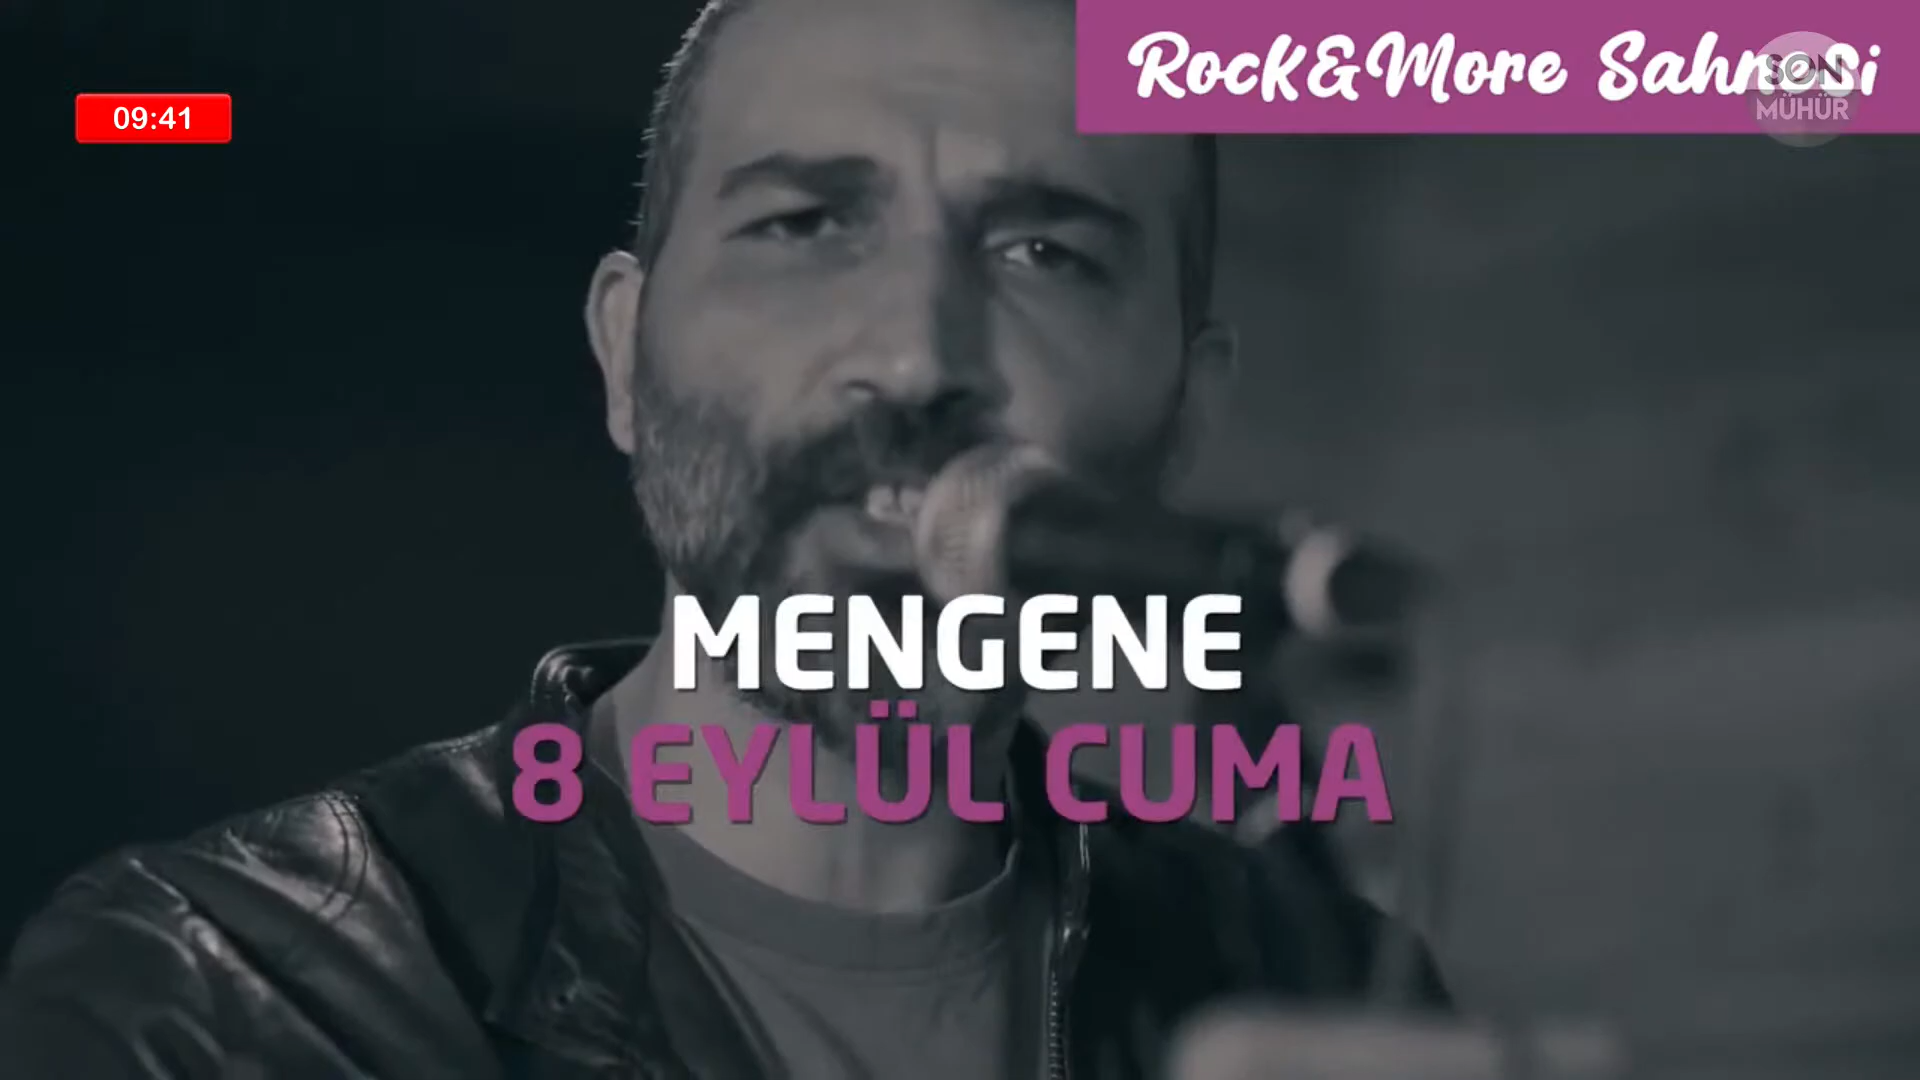 Rock&More Sahnesi
SON
MÜHÜR
09:41
MENGENE
8 EYLÜL CUMA